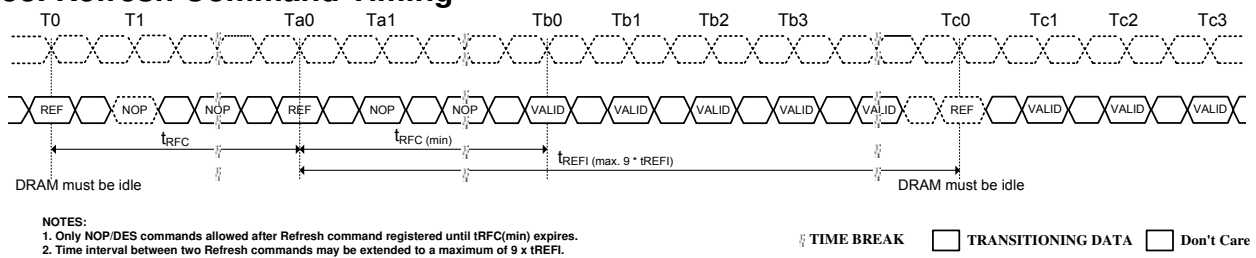 Refresh Command Timing
T0 T1 Ta0 Ta1 Tb0 Tb1 Tb2 Tb3 Tc0 Tc1 Tc2 Tc3
REF NOP NOP REF NOP NOP VALID VALID VALID VALID VALID REF VALID VALID VALID
tRFC tRFC (min)
tREFI (max. 9 * tREFI)
DRAM must be idle DRAM must be idle
NOTES:
1. Only NOP/DES commands allowed after Refresh command registered until tRFC(min) expires.
2. Time interval between two Refresh commands may be extended to a maximum of 9 x tREFI.
TIME BREAK TRANSITIONING DATA Don't Care